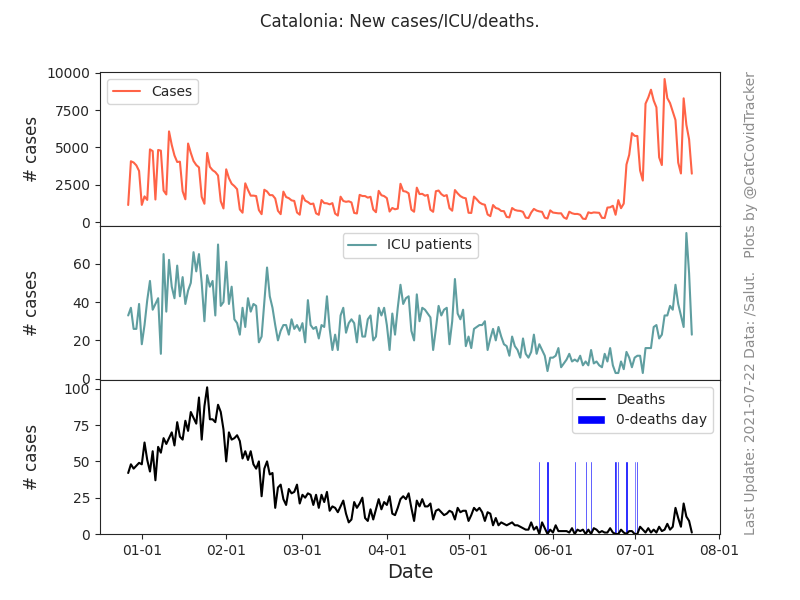 Catalonia: New cases/ICU/deaths.
10000
7500
5000
2500
0
# cases
Cases
60
40
20
0
# cases
ICU patients
100
75
50
25
0
# cases
Deaths
0-deaths day
01-01 02-01 03-01 04-01 05-01 06-01 07-01 08-01
Date
Last Update: 2021-07-22 Data: /Salut. Plots by @CatCovidTracker